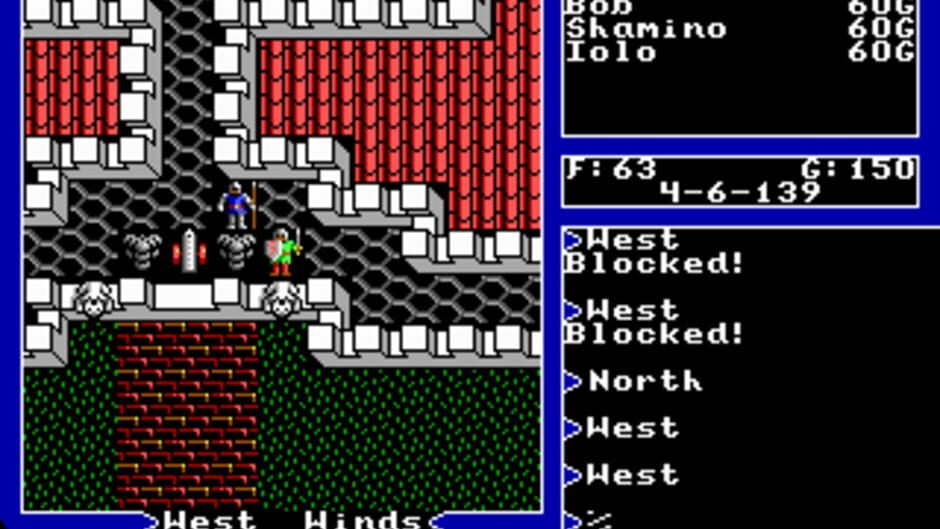 Bob 60G
Shamino 60G
Iolo 60G
F:63 G:150
4-6-139
West
Blocked!
West
Blocked!
North
West
West
West Winds